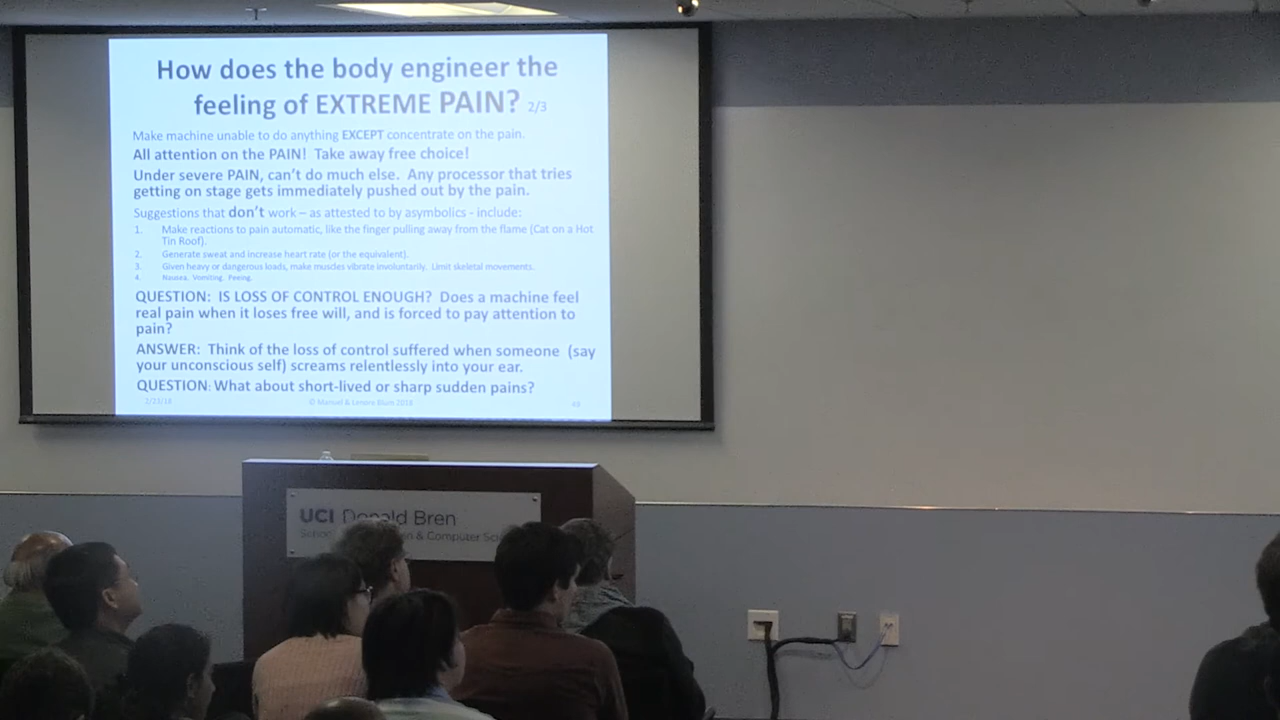 How does the body engineer the
feeling of EXTREME PAIN? 2/3
Make machine unable to do anything EXCEPT concentrate on the pain.
All attention on the PAIN! Take away free choice!
Under severe PAIN, can't do much else. Any processor that tries
getting on stage gets immediately pushed out by the pain.
Suggestions that don't work – as attested to by asymbolics - include:
1. Make reactions to pain automatic, like the finger pulling away from the flame (Cat on a Hot
Tin Roof).
2. Generate sweat and increase heart rate (or the equivalent).
3. Given heavy or dangerous loads, make muscles vibrate involuntarily. Limit skeletal movements.
4. Nausea. Vomiting. Peeing.
QUESTION: IS LOSS OF CONTROL ENOUGH? Does a machine feel
real pain when it loses free will, and is forced to pay attention to
pain?
ANSWER: Think of the loss of control suffered when someone (say
your unconscious self) screams relentlessly into your ear.
QUESTION: What about short-lived or sharp sudden pains?
© Manuel & Lenore Blum 2018
UCI Donald Bren
& Computer